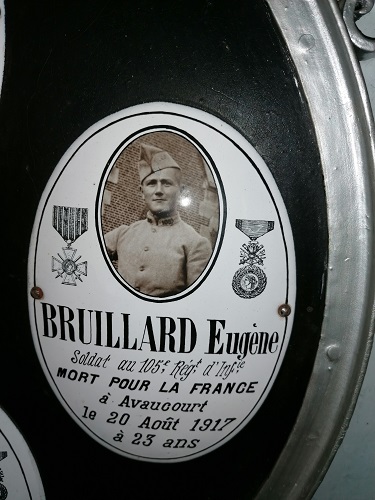 BRUILLARD Eugène
Soldat au 105e Régt d'Infie
MORT POUR LA FRANCE
à Avaucourt
le 20 Août 1917
à 23 ans